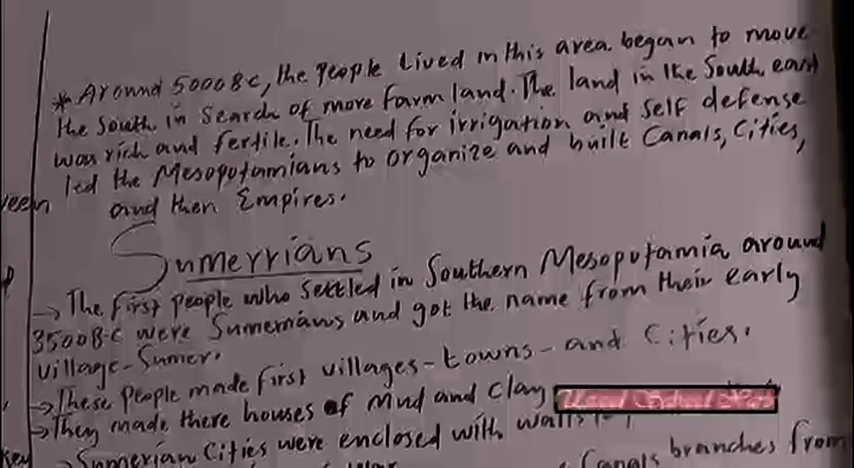 * Around 5000BC, the people lived in this area began to move
the south in search of more farm land. The land in the South east
was rich and fertile. The need for irrigation and self defense
led the Mesopotamians to organize and built Canals, Cities,
and then Empires.
veen
Sumerrians
→ The first people who settled in Southern Mesopotamia around
3500B.C were Sumerians and got the name from their early
village-Sumer.
→ These people made first villages-towns-and Cities.
→ They made there houses of mud and clay
→ Sumerian Cities were enclosed with walls
key
Canals branches from